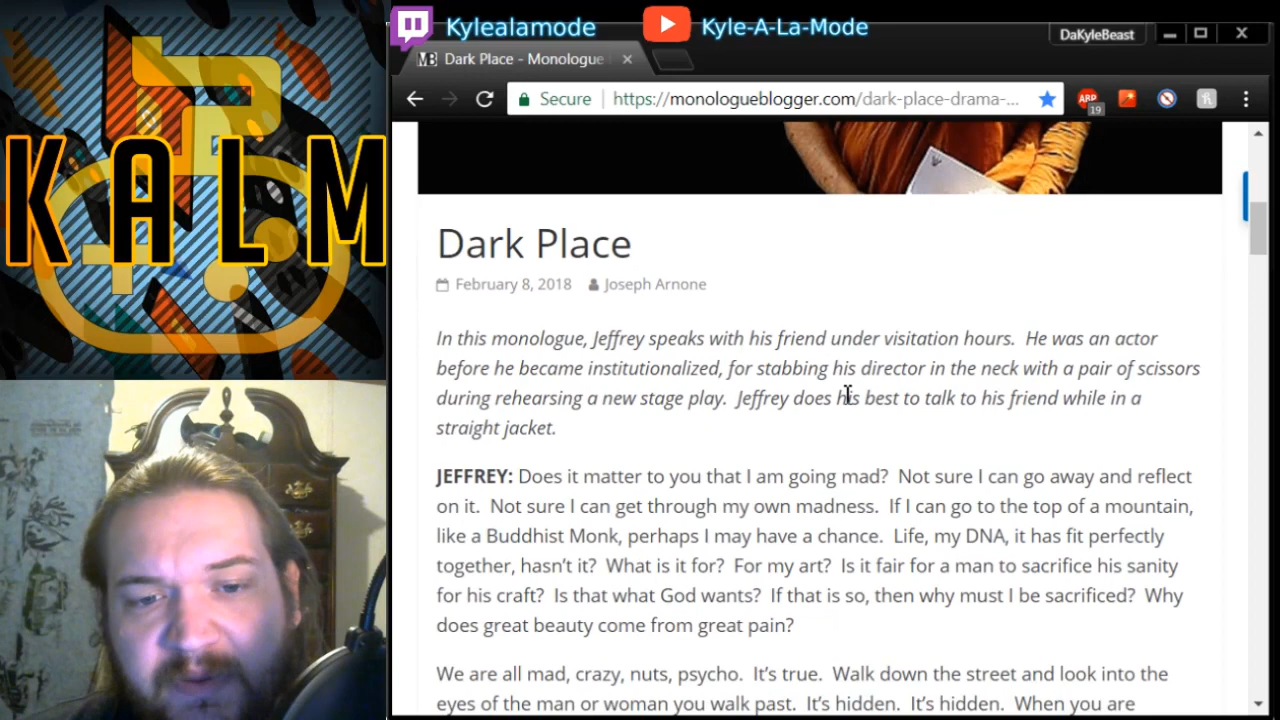 Kylealamode
Kyle-A-La-Mode
DaKyleBeast
MB Dark Place - Monologue
Secure https://monologueblogger.com/dark-place-drama-...
ABP
19
KALM
Dark Place
February 8, 2018 Joseph Arnone
In this monologue, Jeffrey speaks with his friend under visitation hours. He was an actor
before he became institutionalized, for stabbing his director in the neck with a pair of scissors
during rehearsing a new stage play. Jeffrey does his best to talk to his friend while in a
straight jacket.
JEFFREY: Does it matter to you that I am going mad? Not sure I can go away and reflect
on it. Not sure I can get through my own madness. If I can go to the top of a mountain,
like a Buddhist Monk, perhaps I may have a chance. Life, my DNA, it has fit perfectly
together, hasn't it? What is it for? For my art? Is it fair for a man to sacrifice his sanity
for his craft? Is that what God wants? If that is so, then why must I be sacrificed? Why
does great beauty come from great pain?
We are all mad, crazy, nuts, psycho. It's true. Walk down the street and look into the
eyes of the man or woman you walk past. It's hidden. It's hidden. When you are